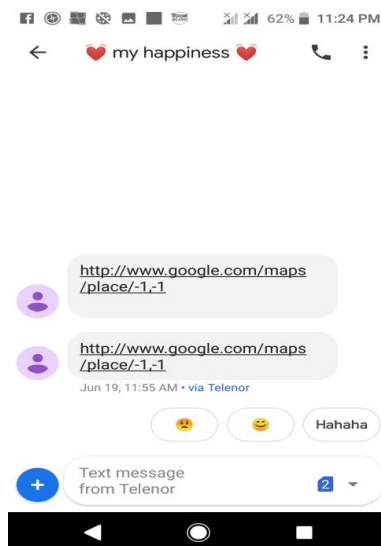 62% 11:24 PM
my happiness
http://www.google.com/maps
/place/-1,-1
http://www.google.com/maps
/place/-1,-1
Jun 19, 11:55 AM • via Telenor
Hahaha
Text message
from Telenor
2